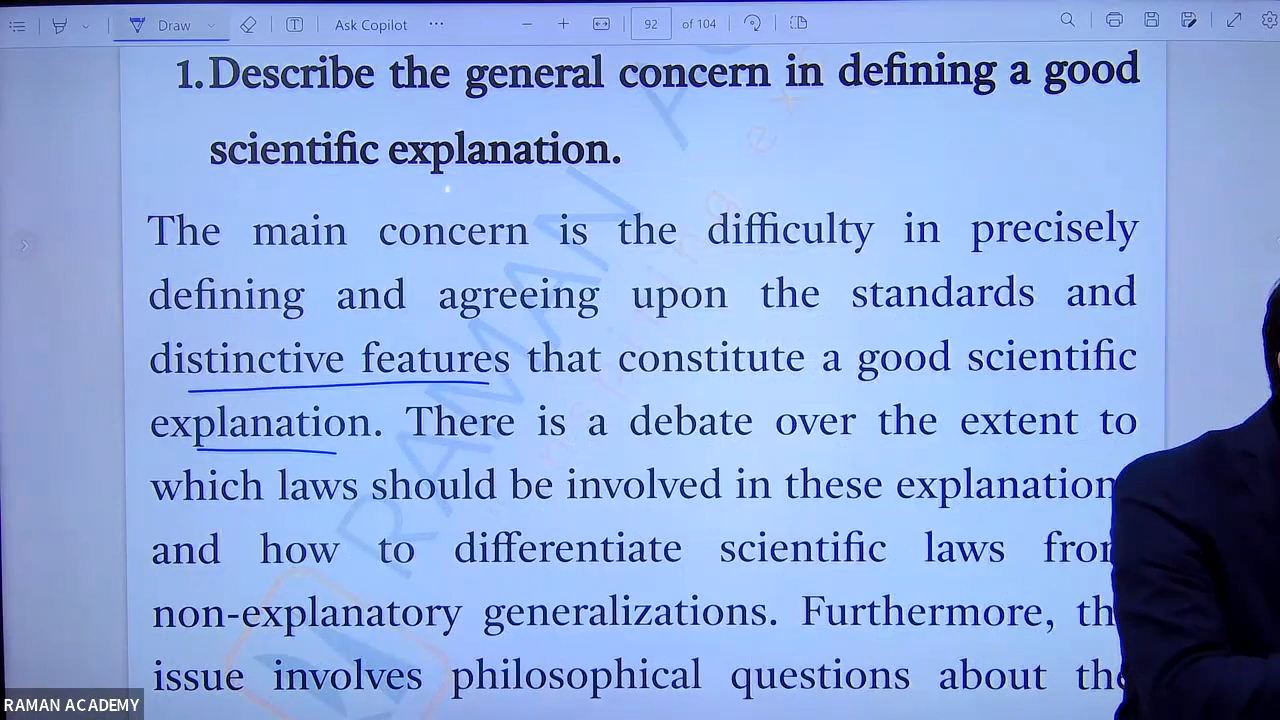 Draw
Ask Copilot
92 of 104
1. Describe the general concern in defining a good
scientific explanation.
The main concern is the difficulty in precisely
defining and agreeing upon the standards and
distinctive features that constitute a good scientific
explanation. There is a debate over the extent to
which laws should be involved in these explanation
and how to differentiate scientific laws from
non-explanatory generalizations. Furthermore, th
issue involves philosophical questions about the
RAMAN A
RAMAN ACADEMY